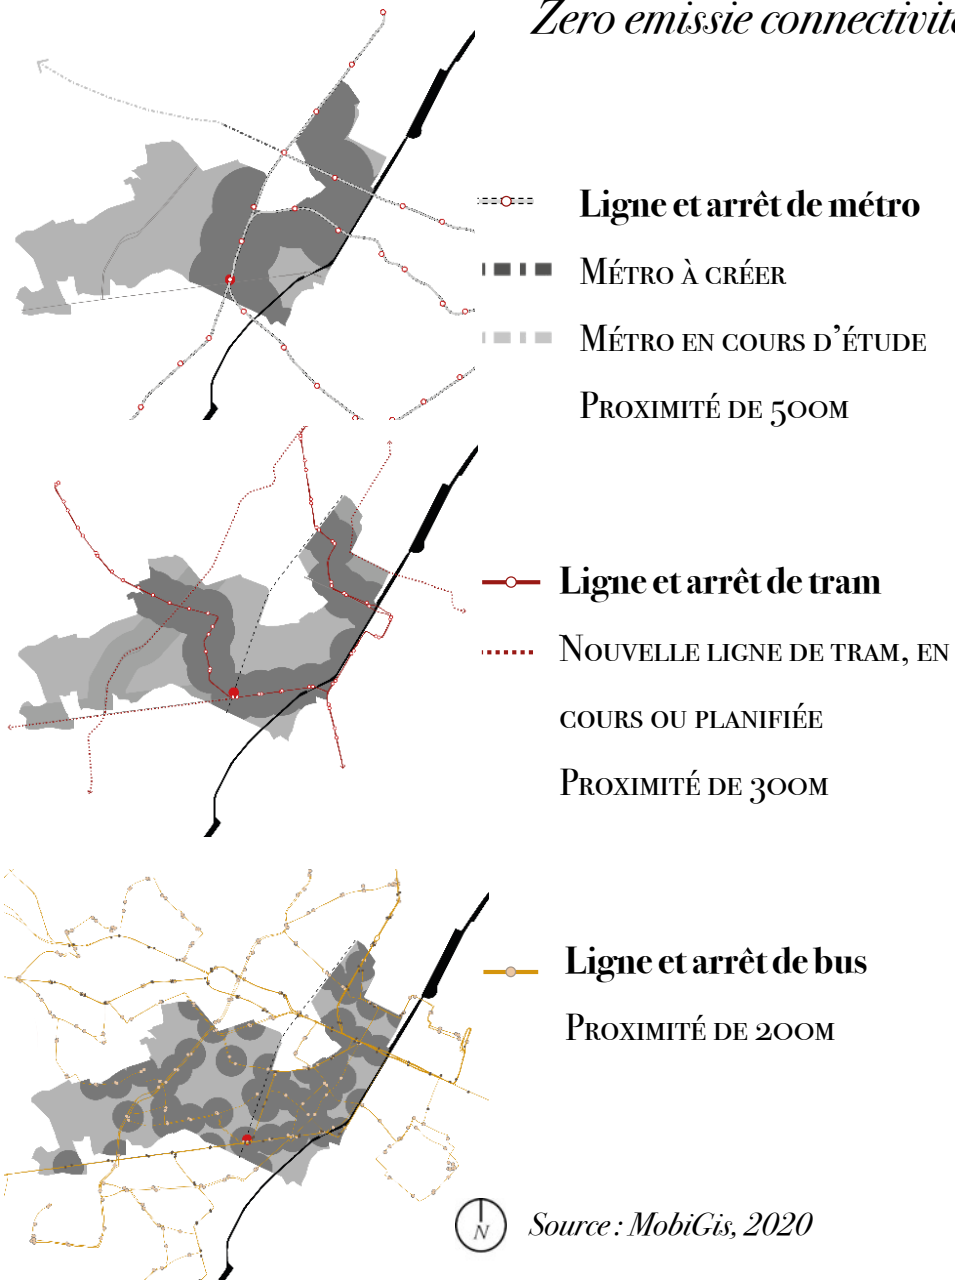 Zero emissie connectivité
Ligne et arrêt de métro
Métro à créer
Métro en cours d'étude
Proximité de 500m
Ligne et arrêt de tram
Nouvelle ligne de tram, en
cours ou planifiée
Proximité de 300m
Ligne et arrêt de bus
Proximité de 200m
N
Source : MobiGis, 2020